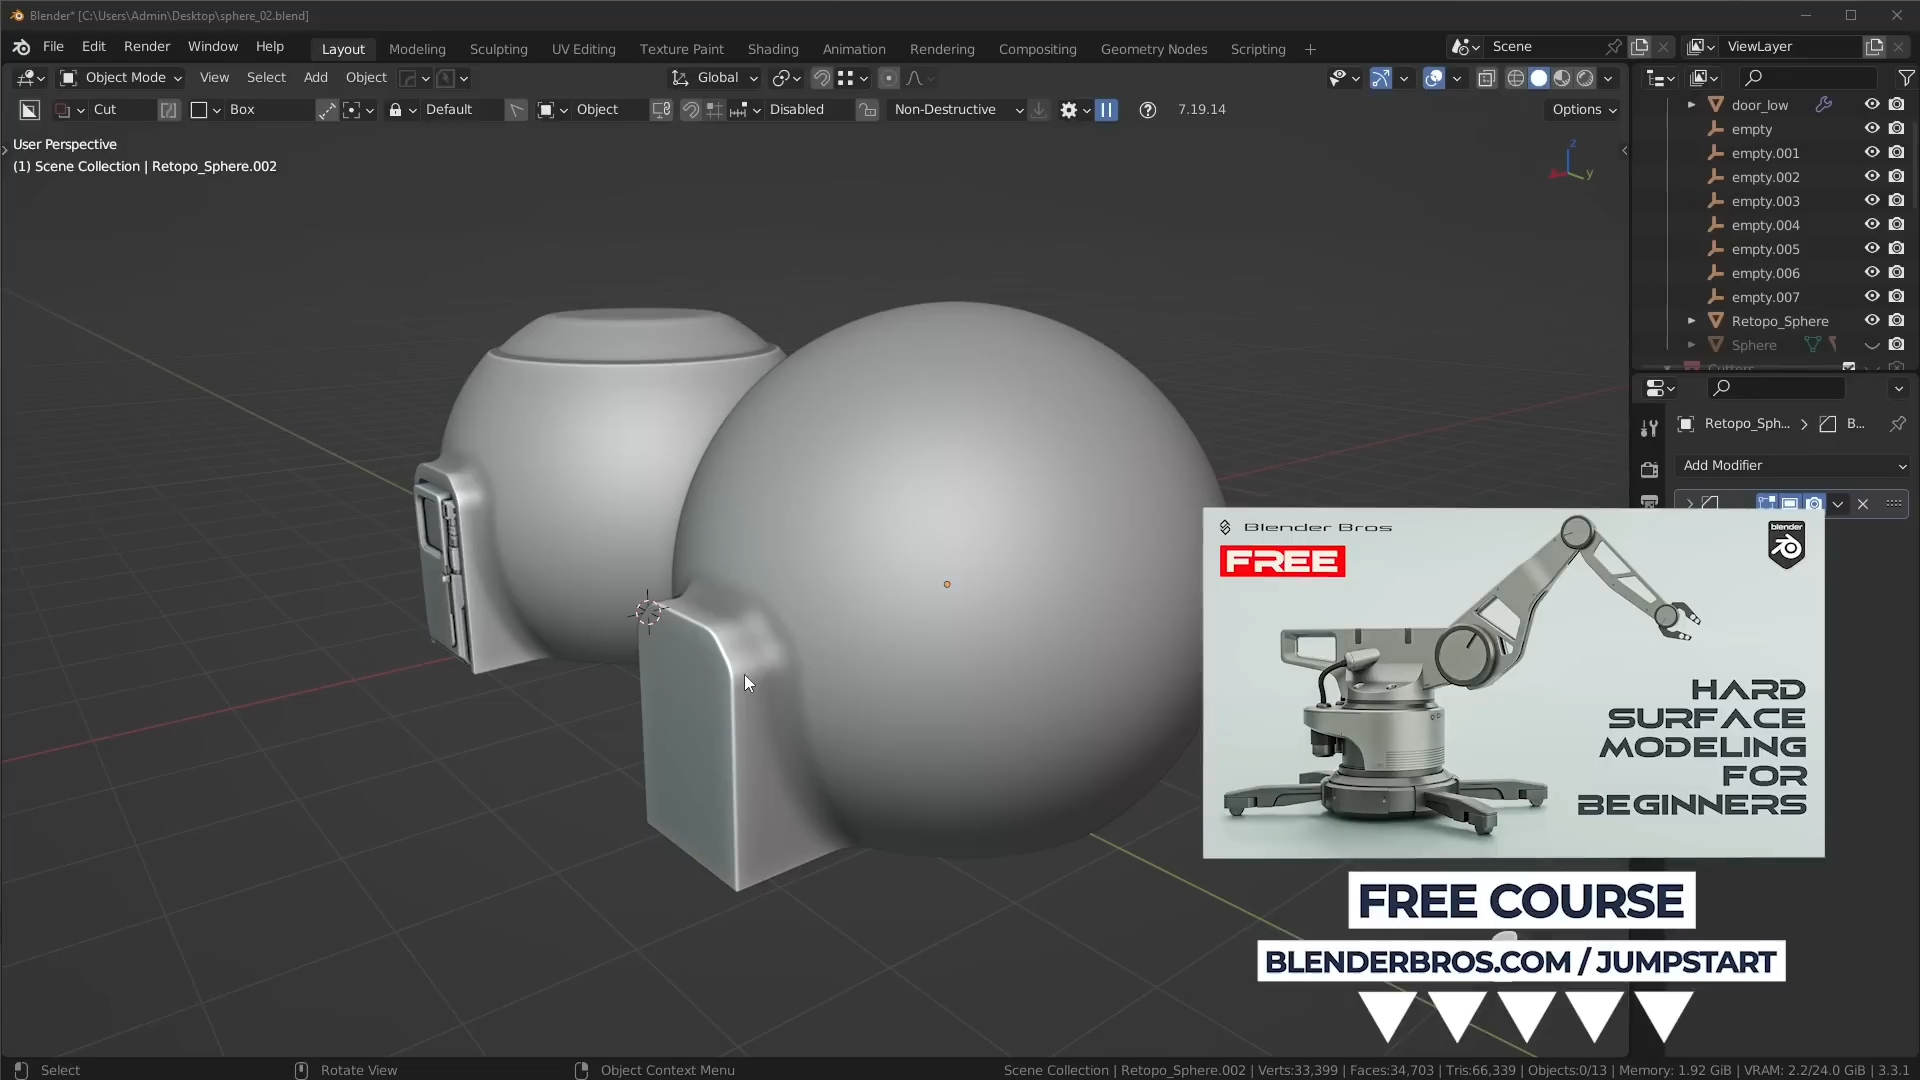 Blender* [C:\Users\Admin\Desktop\sphere_02.blend]
File Edit Render Window Help Layout Modeling Sculpting UV Editing Texture Paint Shading Animation Rendering Compositing Geometry Nodes Scripting + Scene ViewLayer
Object Mode View Select Add Object Global
Cut Box Default Object Disabled Non-Destructive 7.19.14 Options
User Perspective
(1) Scene Collection | Retopo_Sphere.002
z
y
door_low
empty
empty.001
empty.002
empty.003
empty.004
empty.005
empty.006
empty.007
Retopo_Sphere
Sphere
Cutters
Retopo_Sph... B...
Add Modifier
Blender Bros
FREE
blender
HARD
SURFACE
MODELING
FOR
BEGINNERS
FREE COURSE
BLENDERBROS.COM / JUMPSTART
Select Rotate View Object Context Menu Scene Collection | Retopo_Sphere.002 | Verts:33,399 | Faces:34,703 | Tris:66,339 | Objects:0/13 | Memory: 1.92 GiB | VRAM: 2.2/24.0 GiB | 3.3.1